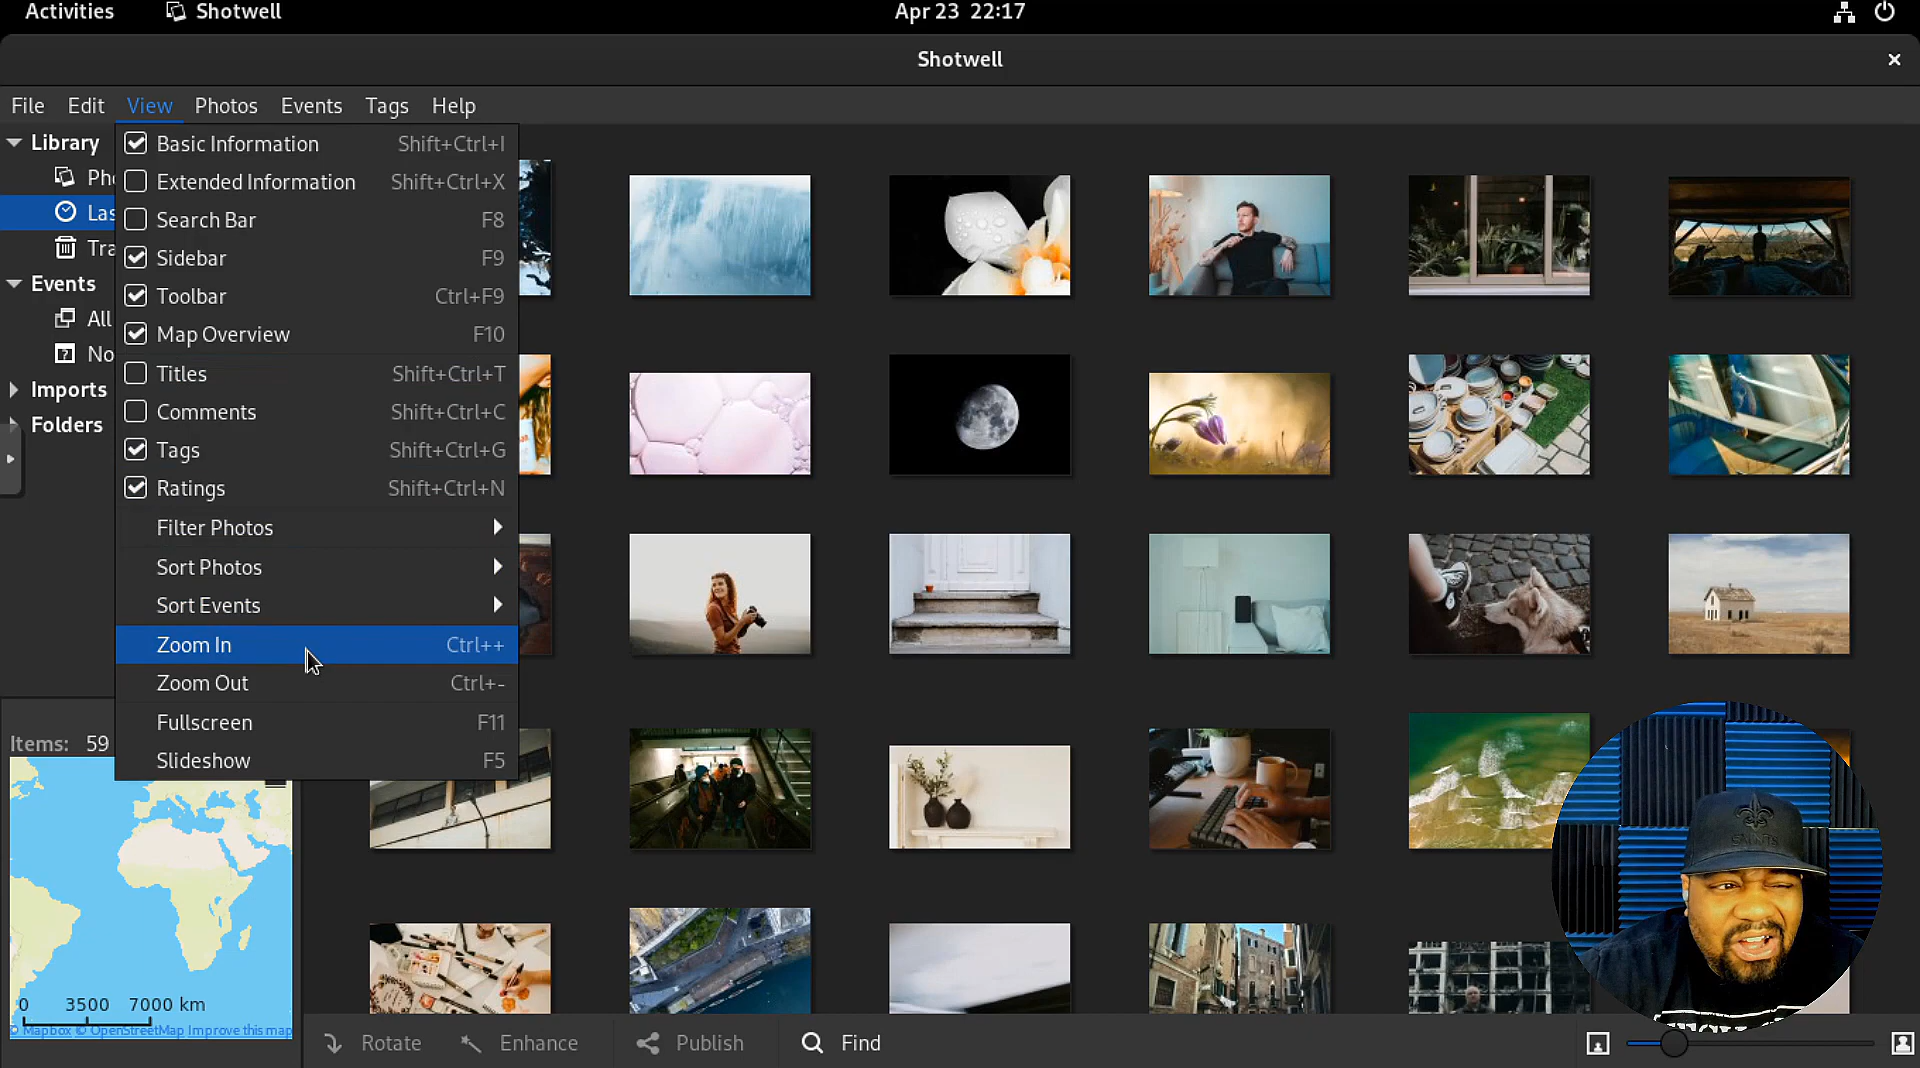 Activities
Shotwell
Apr 23 22:17
Shotwell
File Edit View Photos Events Tags Help
Library
Las
Events
All
No
Imports
Folders
Basic Information Shift+Ctrl+I
Extended Information Shift+Ctrl+X
Search Bar F8
Sidebar F9
Toolbar Ctrl+F9
Map Overview F10
Titles Shift+Ctrl+T
Comments Shift+Ctrl+C
Tags Shift+Ctrl+G
Ratings Shift+Ctrl+N
Filter Photos
Sort Photos
Sort Events
Zoom In Ctrl++
Zoom Out Ctrl+-
Fullscreen F11
Slideshow F5
Items: 59
0 3500 7000 km
© Mapbox © OpenStreetMap Improve this map
Rotate Enhance Publish Find
SAINTS